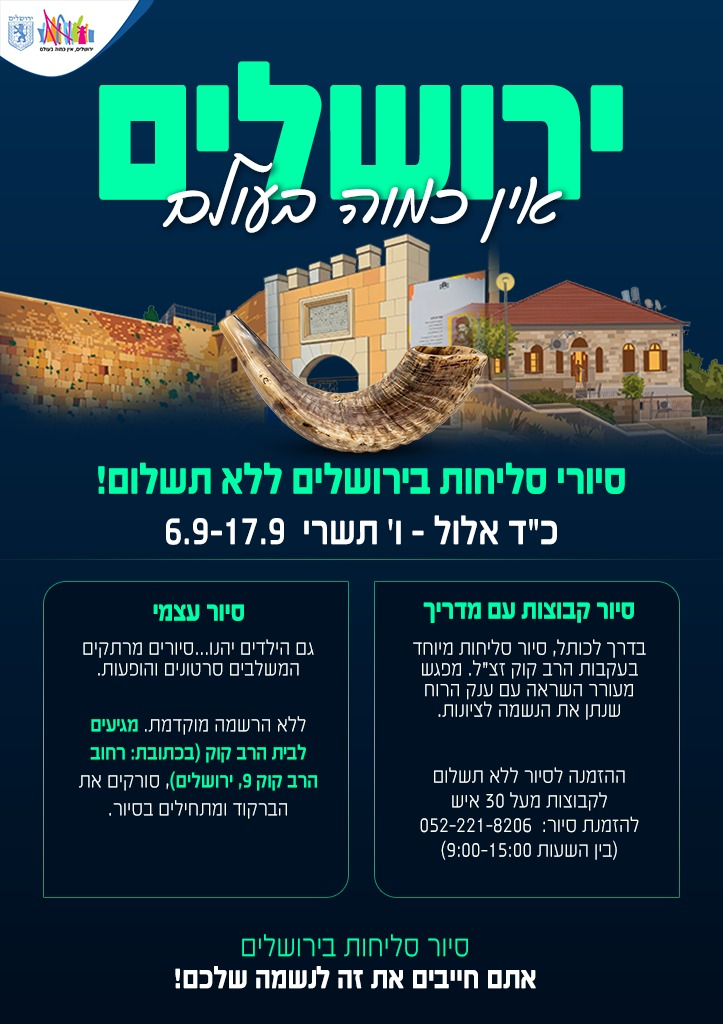 ירושלים, אין כמוה בעולם
ירושלים
אין כמוה בעולם
סיורי סליחות בירושלים ללא תשלום!
כ"ד אלול - ו' תשרי 6.9-17.9
סיור קבוצות עם מדריך
בדרך לכותל, סיור סליחות מיוחד
בעקבות הרב קוק זצ"ל. מפגש
מעורר השראה עם ענק הרוח
שנתן את הנשמה לציונות.
ההזמנה לסיור ללא תשלום
לקבוצות מעל 30 איש
להזמנת סיור: 052-221-8206
(בין השעות 9:00-15:00)
סיור עצמי
גם הילדים יהנו...סיורים מרתקים
המשלבים סרטונים והופעות.
ללא הרשמה מוקדמת. מגיעים
לבית הרב קוק (בכתובת: רחוב
הרב קוק 9, ירושלים), סורקים את
הברקוד ומתחילים בסיור.
סיור סליחות בירושלים
אתם חייבים את זה לנשמה שלכם!